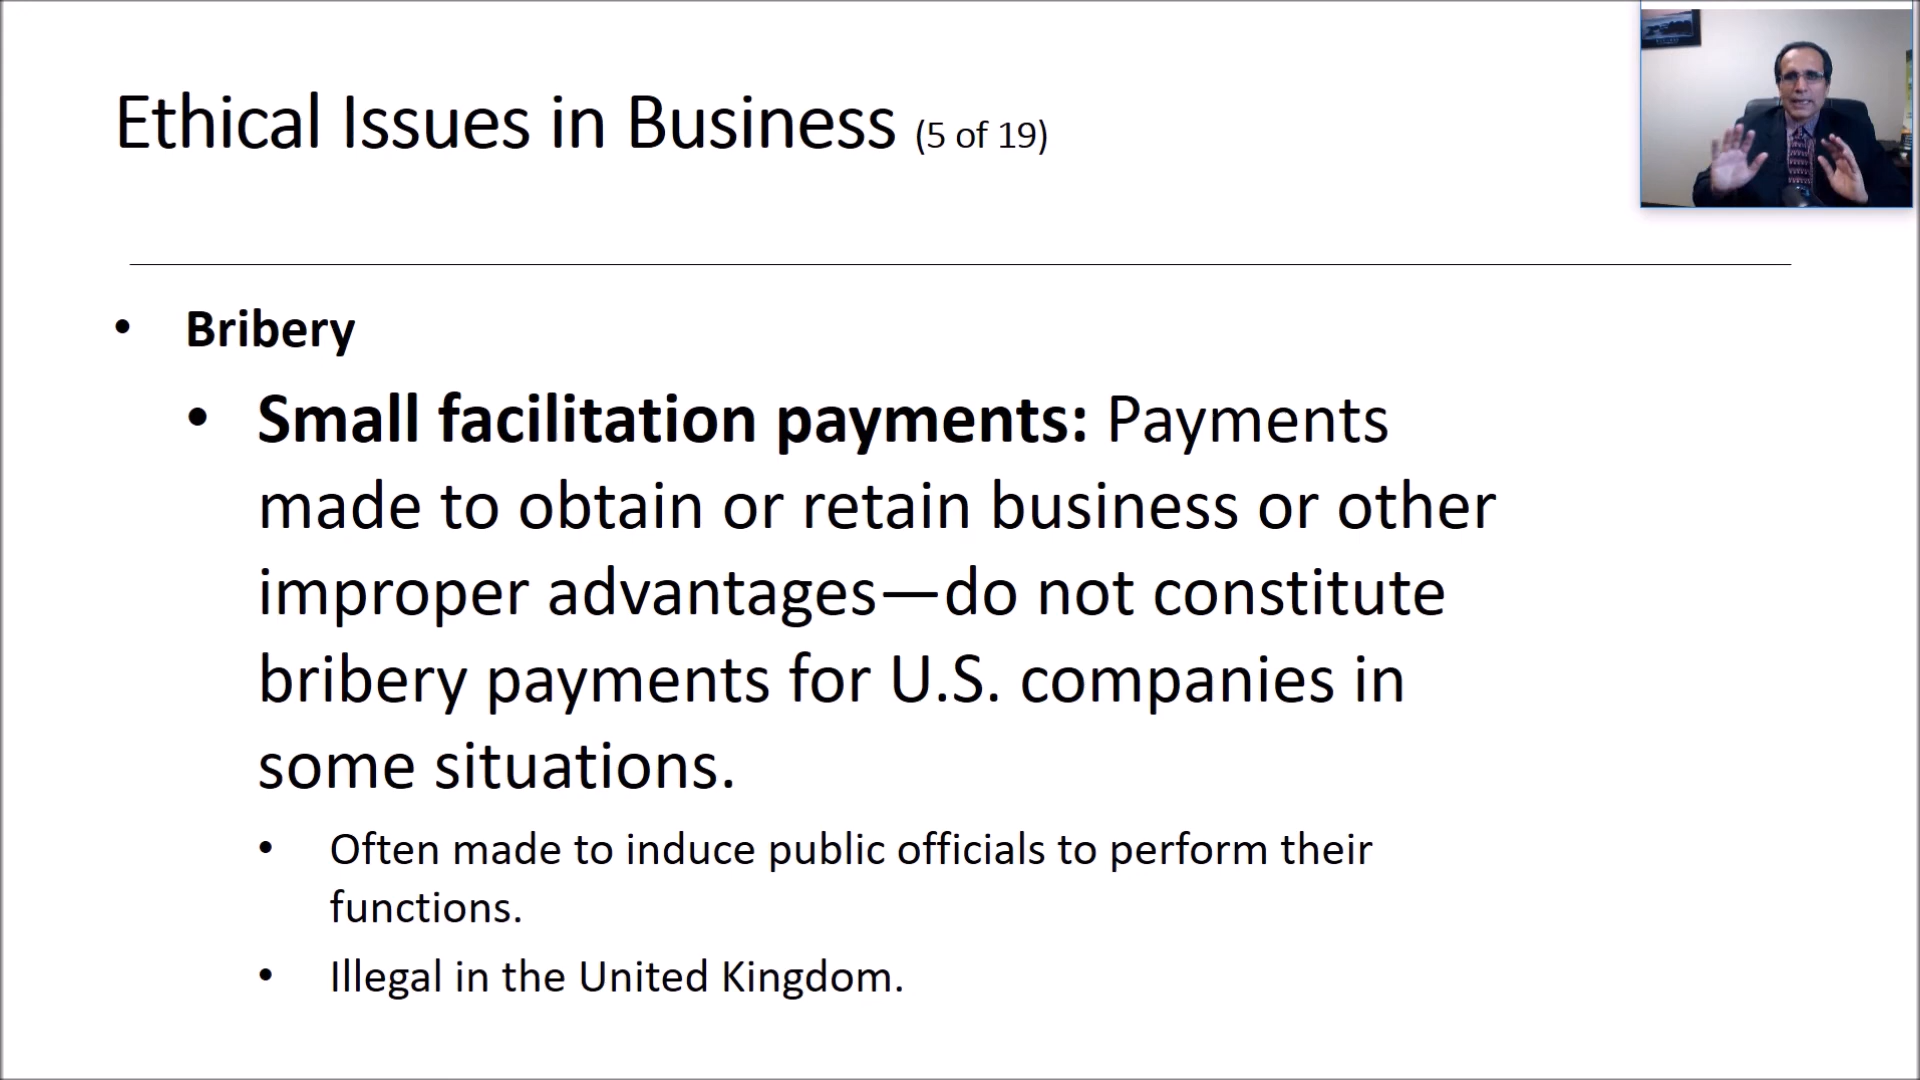 Ethical Issues in Business (5 of 19)
• Bribery
• Small facilitation payments: Payments
made to obtain or retain business or other
improper advantages—do not constitute
bribery payments for U.S. companies in
some situations.
• Often made to induce public officials to perform their
functions.
• Illegal in the United Kingdom.